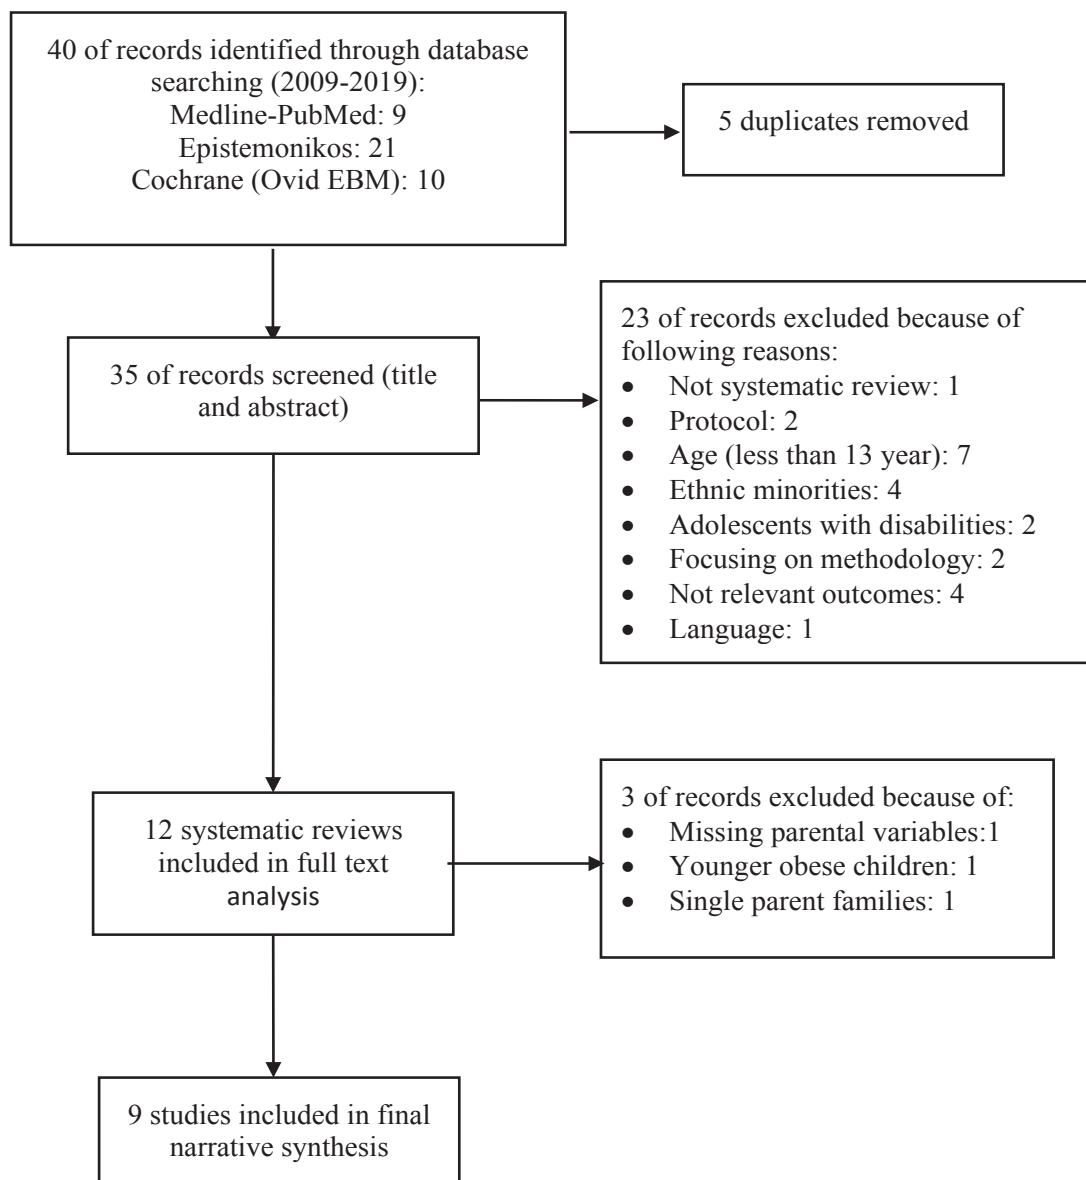 40 of records identified through database
searching (2009-2019):
Medline-PubMed: 9
Epistemonikos: 21
Cochrane (Ovid EBM): 10
5 duplicates removed
35 of records screened (title
and abstract)
23 of records excluded because of
following reasons:
• Not systematic review: 1
• Protocol: 2
• Age (less than 13 year): 7
• Ethnic minorities: 4
• Adolescents with disabilities: 2
• Focusing on methodology: 2
• Not relevant outcomes: 4
• Language: 1
12 systematic reviews
included in full text
analysis
3 of records excluded because of:
• Missing parental variables:1
• Younger obese children: 1
• Single parent families: 1
9 studies included in final
narrative synthesis